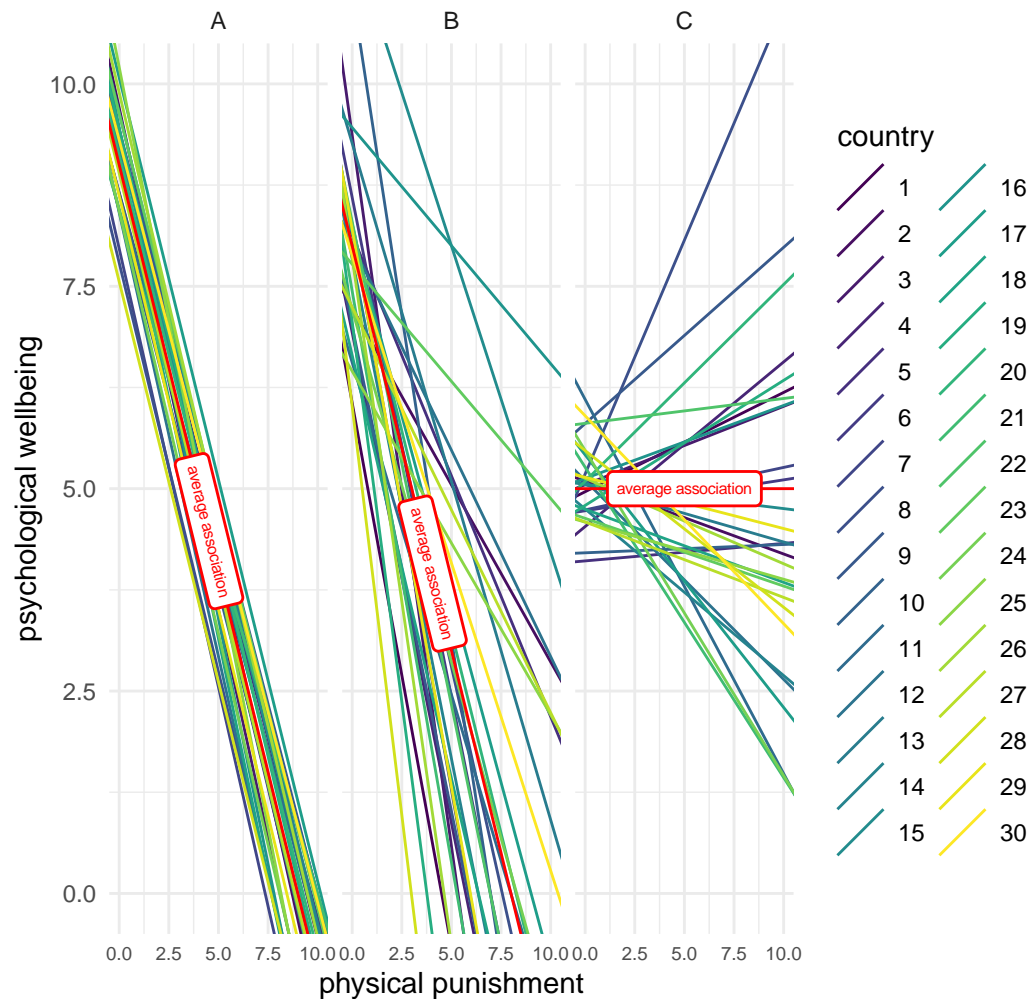 A B C
psychological wellbeing
10.0
7.5
5.0
2.5
0.0
average association
average association
average association
0.0 2.5 5.0 7.5 10.0 0.0 2.5 5.0 7.5 10.0 0.0 2.5 5.0 7.5 10.0
physical punishment
country
1 16
2 17
3 18
4 19
5 20
6 21
7 22
8 23
9 24
10 25
11 26
12 27
13 28
14 29
15 30